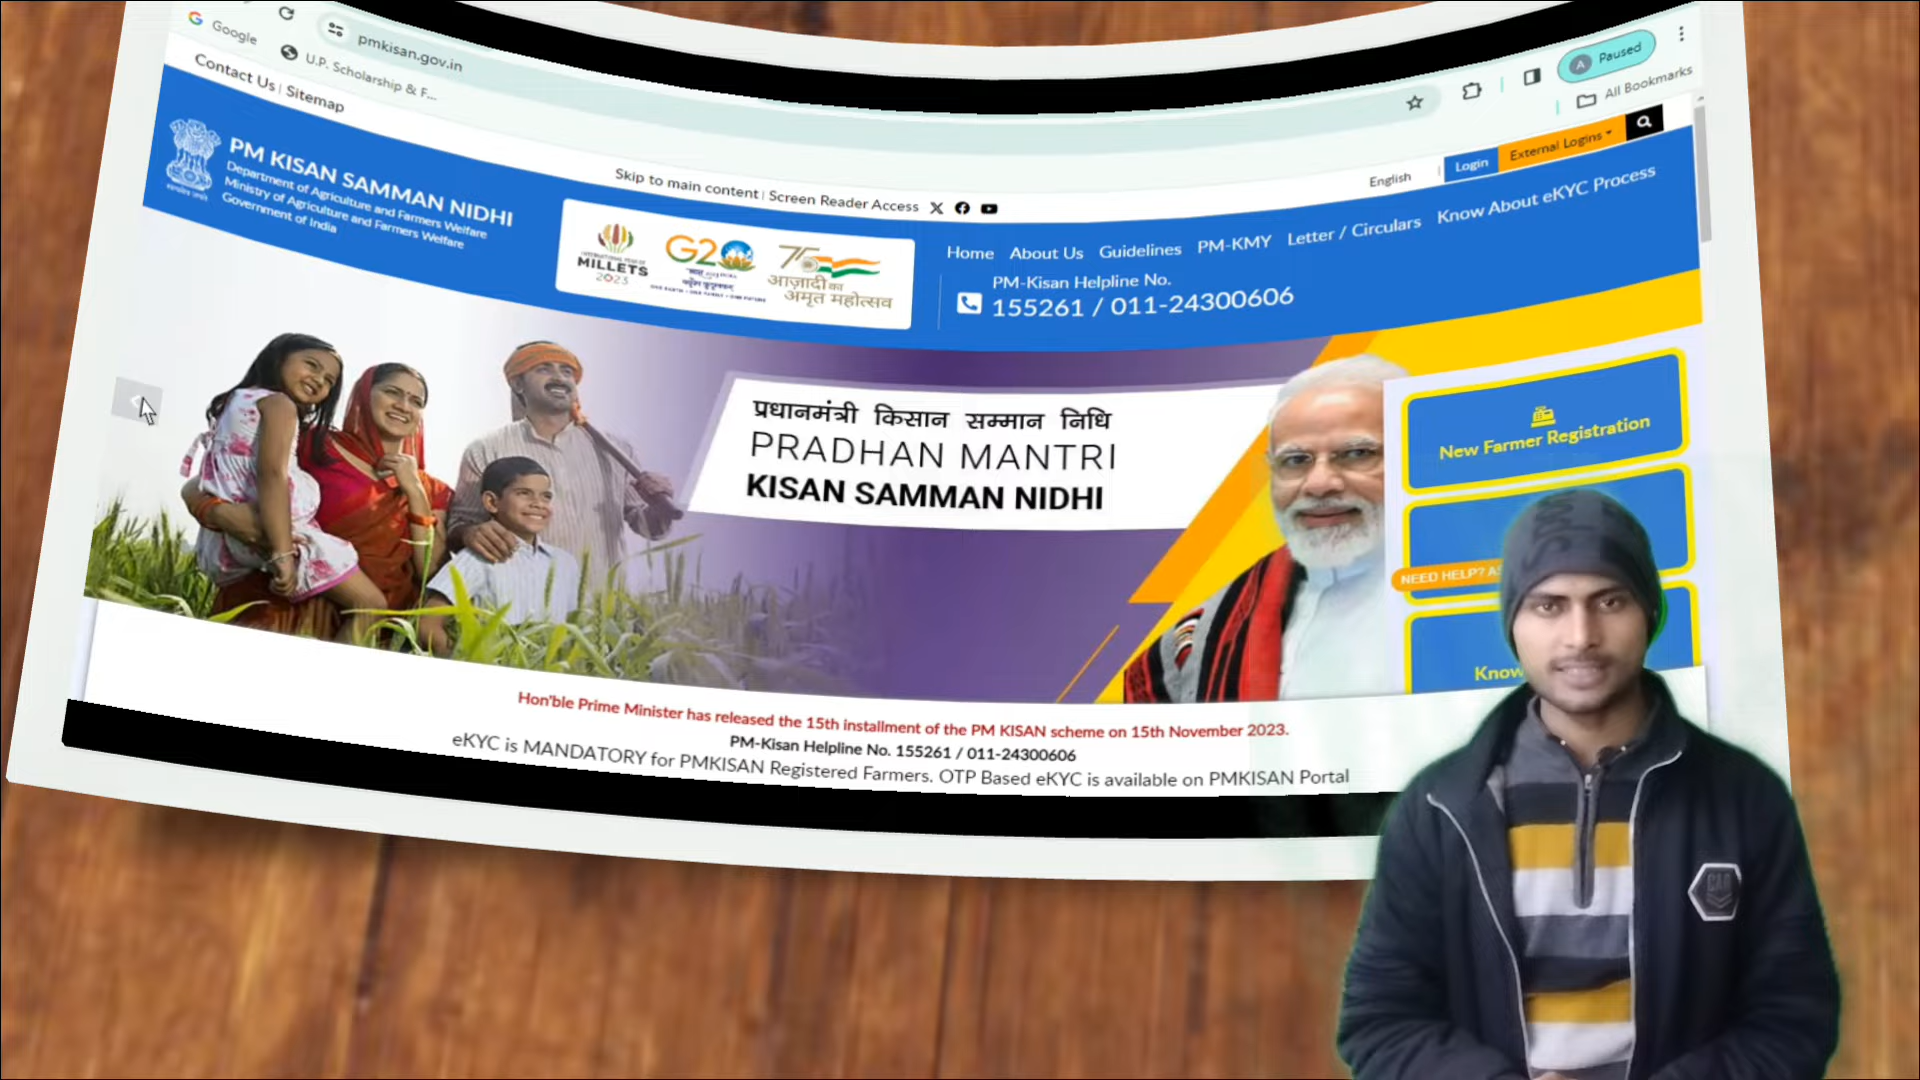 Google
pmkisan.gov.in
U.P. Scholarship & F...
Paused
All Bookmarks
Contact Us | Sitemap
Skip to main content | Screen Reader Access
English
Login
External Logins
PM KISAN SAMMAN NIDHI
Department of Agriculture and Farmers Welfare
Ministry of Agriculture and Farmers Welfare
Government of India
INTERNATIONAL YEAR OF
MILLETS
2023
G20
75
आज़ादी का
अमृत महोत्सव
Home About Us Guidelines PM-KMY Letter / Circulars Know About eKYC Process
PM-Kisan Helpline No.
155261 / 011-24300606
प्रधानमंत्री किसान सम्मान निधि
PRADHAN MANTRI
KISAN SAMMAN NIDHI
New Farmer Registration
NEED HELP?
Know
Hon'ble Prime Minister has released the 15th installment of the PM KISAN scheme on 15th November 2023.
PM-Kisan Helpline No. 155261 / 011-24300606
eKYC is MANDATORY for PMKISAN Registered Farmers. OTP Based eKYC is available on PMKISAN Portal